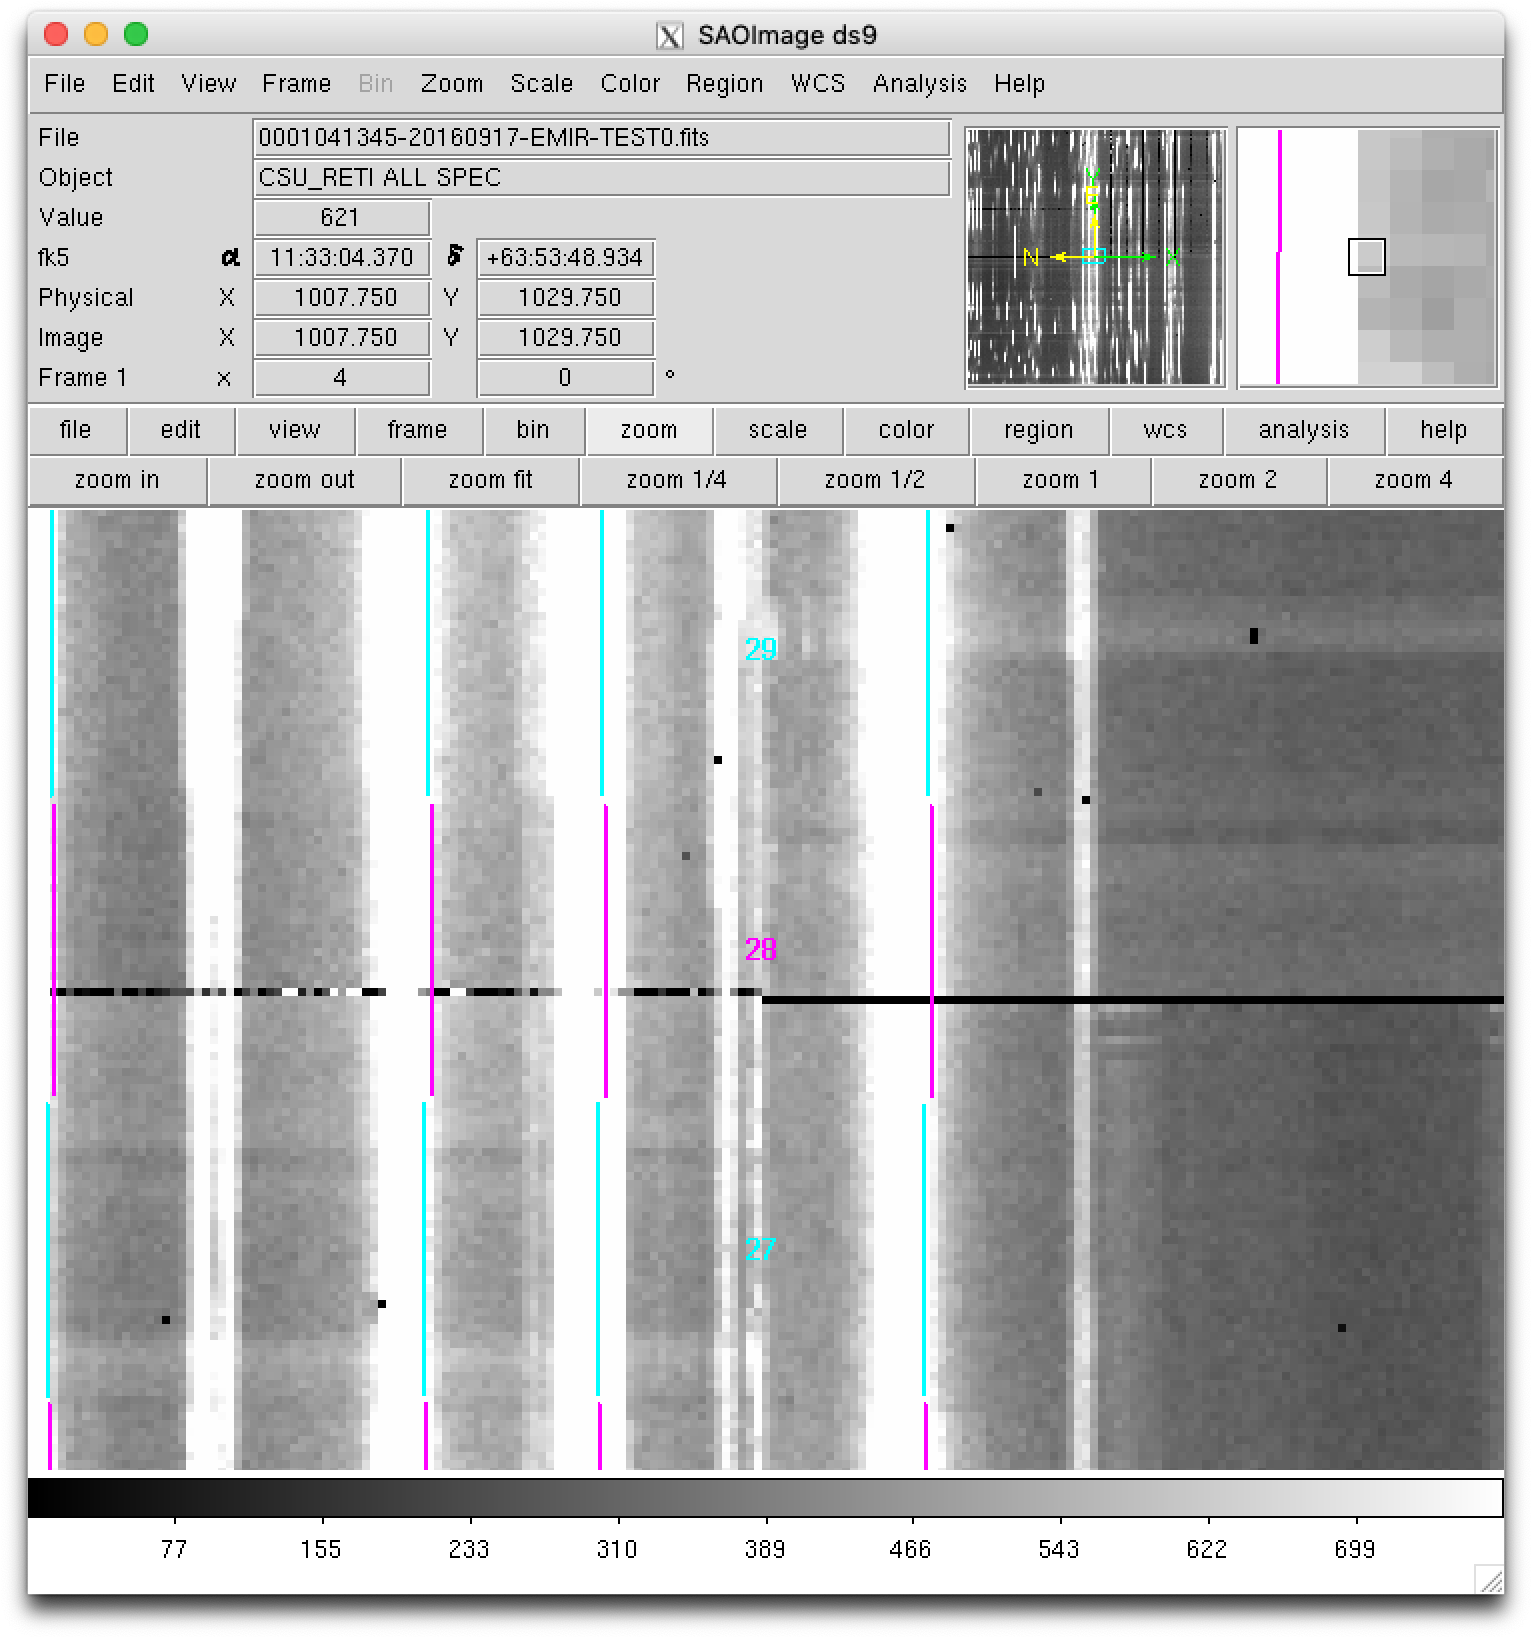 SAOImage ds9
File Edit View Frame Bin Zoom Scale Color Region WCS Analysis Help
File 0001041345-20160917-EMIR-TEST0.fits
Object CSU_RETI ALL SPEC
Value 621
fk5 α 11:33:04.370 δ +63:53:48.934
Physical X 1007.750 Y 1029.750
Image X 1007.750 Y 1029.750
Frame 1 x 4 0 °
Y
E
N X
file edit view frame bin zoom scale color region wcs analysis help
zoom in zoom out zoom fit zoom 1/4 zoom 1/2 zoom 1 zoom 2 zoom 4
29
28
27
77 155 233 310 389 466 543 622 699